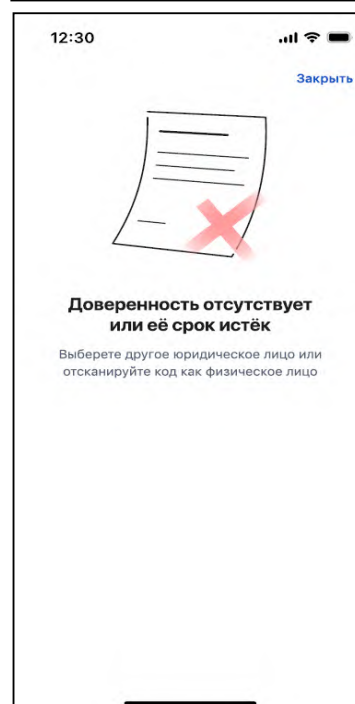 12:30
Закрыть
Доверенность отсутствует
или её срок истёк
Выберете другое юридическое лицо или
отсканируйте код как физическое лицо